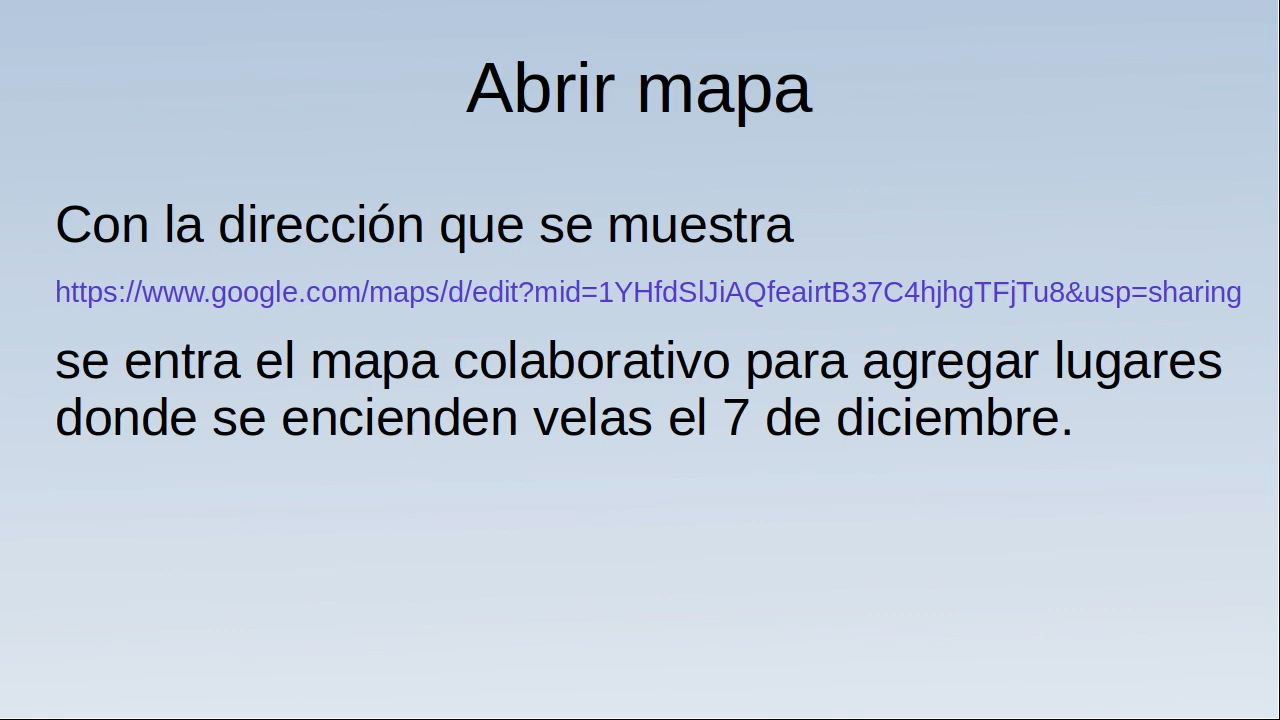 Abrir mapa
Con la dirección que se muestra
https://www.google.com/maps/d/edit?mid=1YHfdSlJiAQfeairtB37C4hjhgTFjTu8&usp=sharing
se entra el mapa colaborativo para agregar lugares
donde se encienden velas el 7 de diciembre.